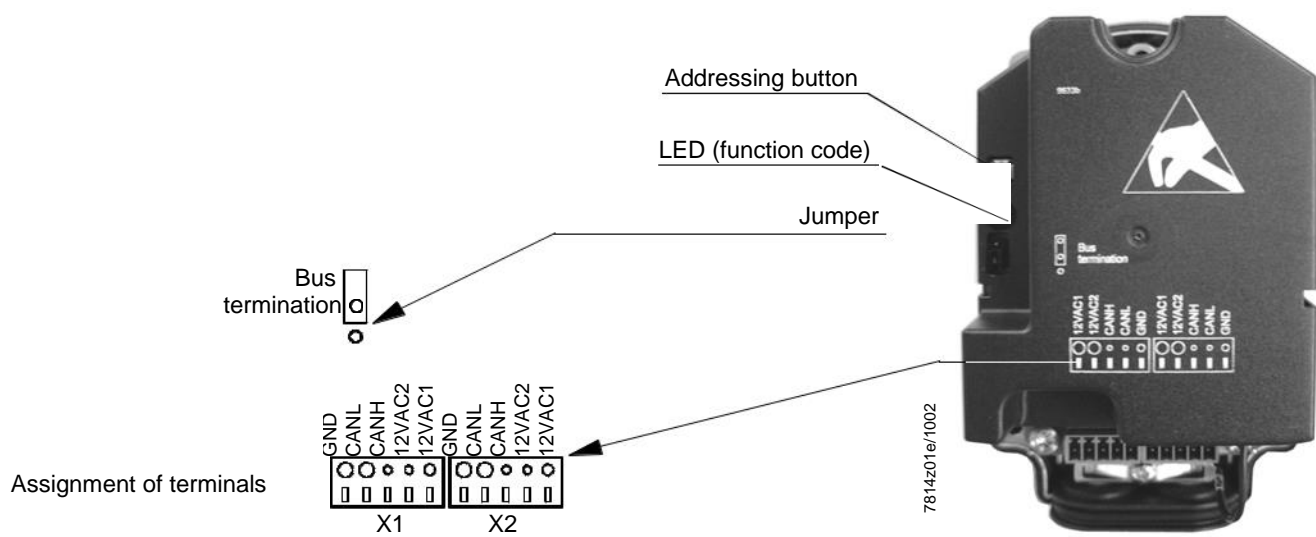 Addressing button
LED (function code)
Jumper
Bus
termination
Bus
termination
12VAC1
12VAC2
CANH
CANL
GND
12VAC1
12VAC2
CANH
CANL
GND
GND
CANL
CANH
12VAC2
12VAC1
GND
CANL
CANH
12VAC2
12VAC1
Assignment of terminals
X1 X2
7814z01e/1002